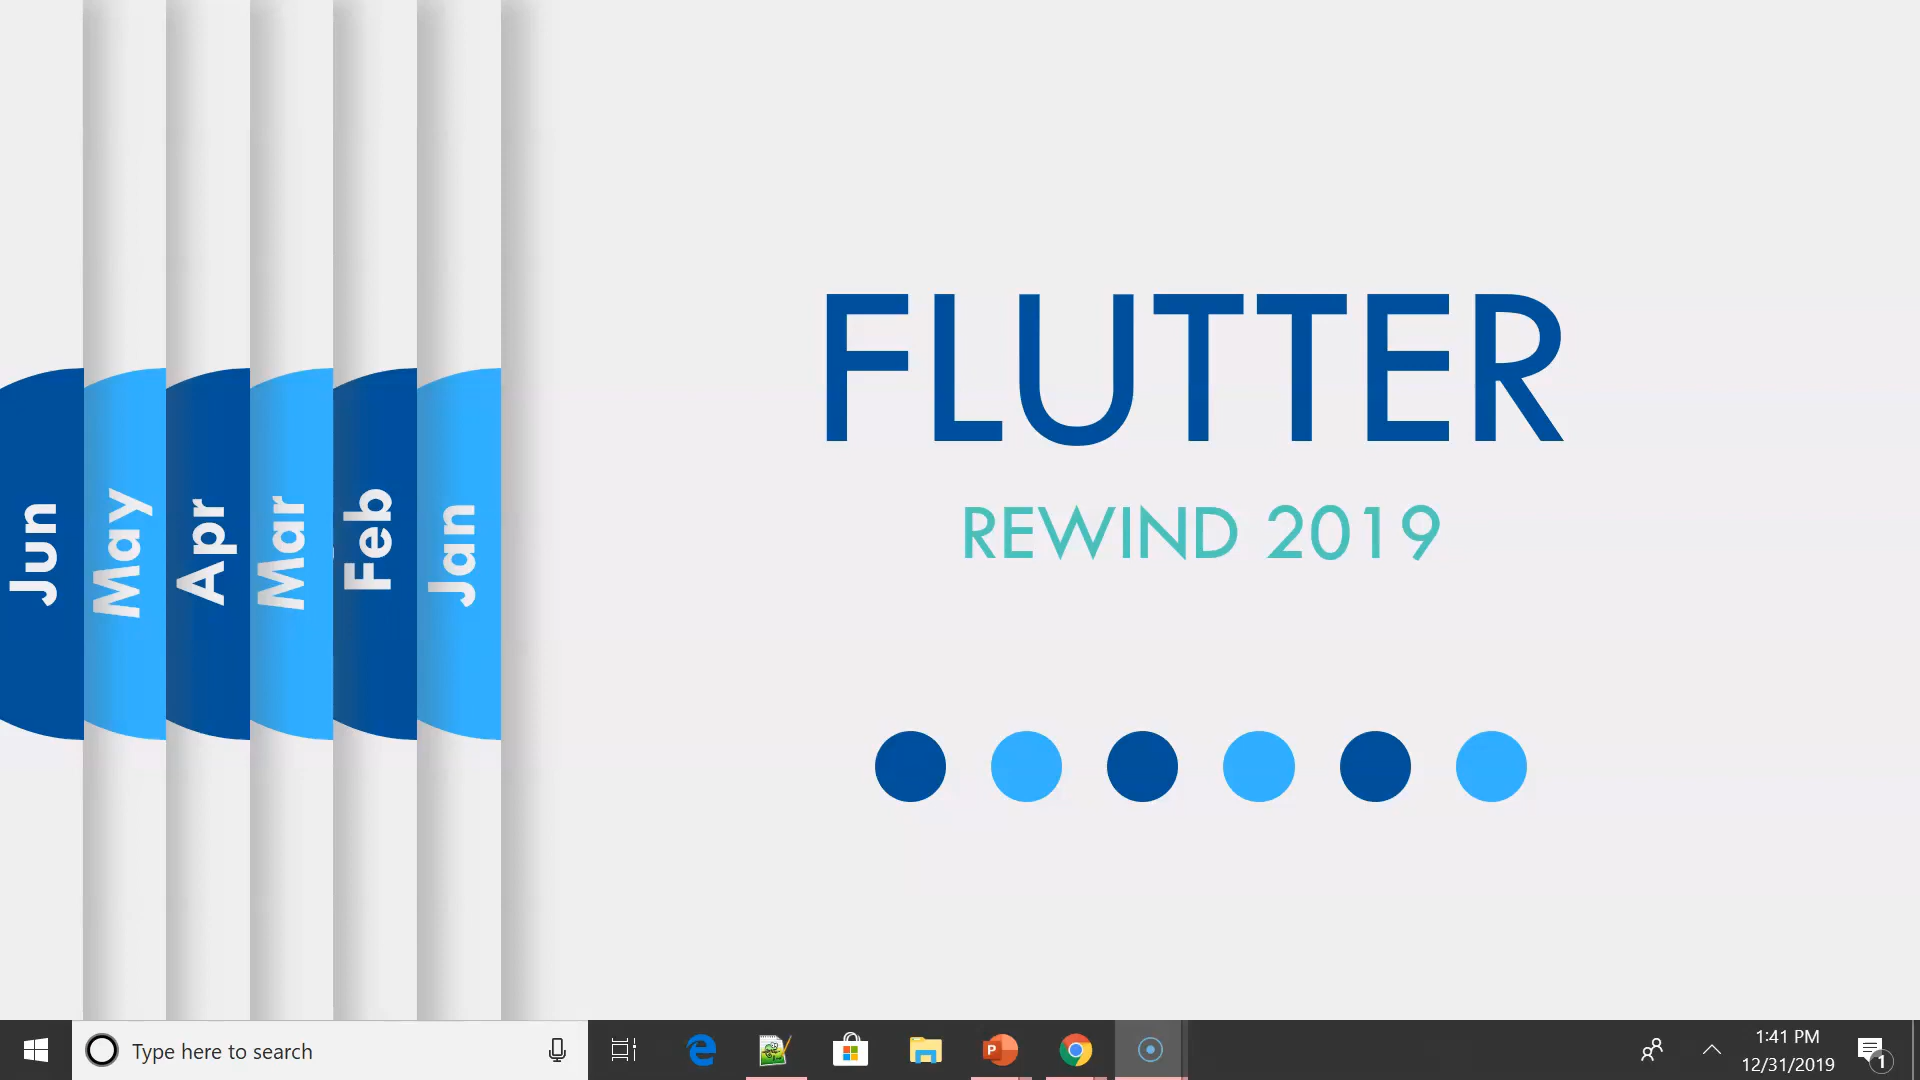 Jun
May
Apr
Mar
Feb
Jan
FLUTTER
REWIND 2019
Type here to search
P
1:41 PM
12/31/2019
1